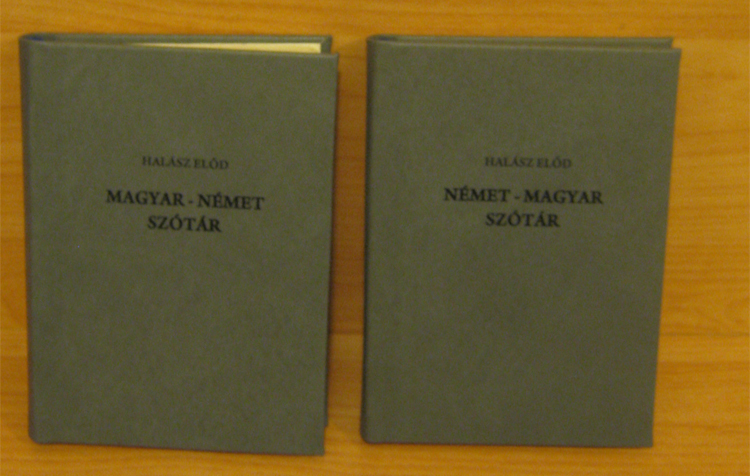 HALÁSZ ELŐD
MAGYAR - NÉMET
SZÓTÁR
HALÁSZ ELŐD
NÉMET - MAGYAR
SZÓTÁR